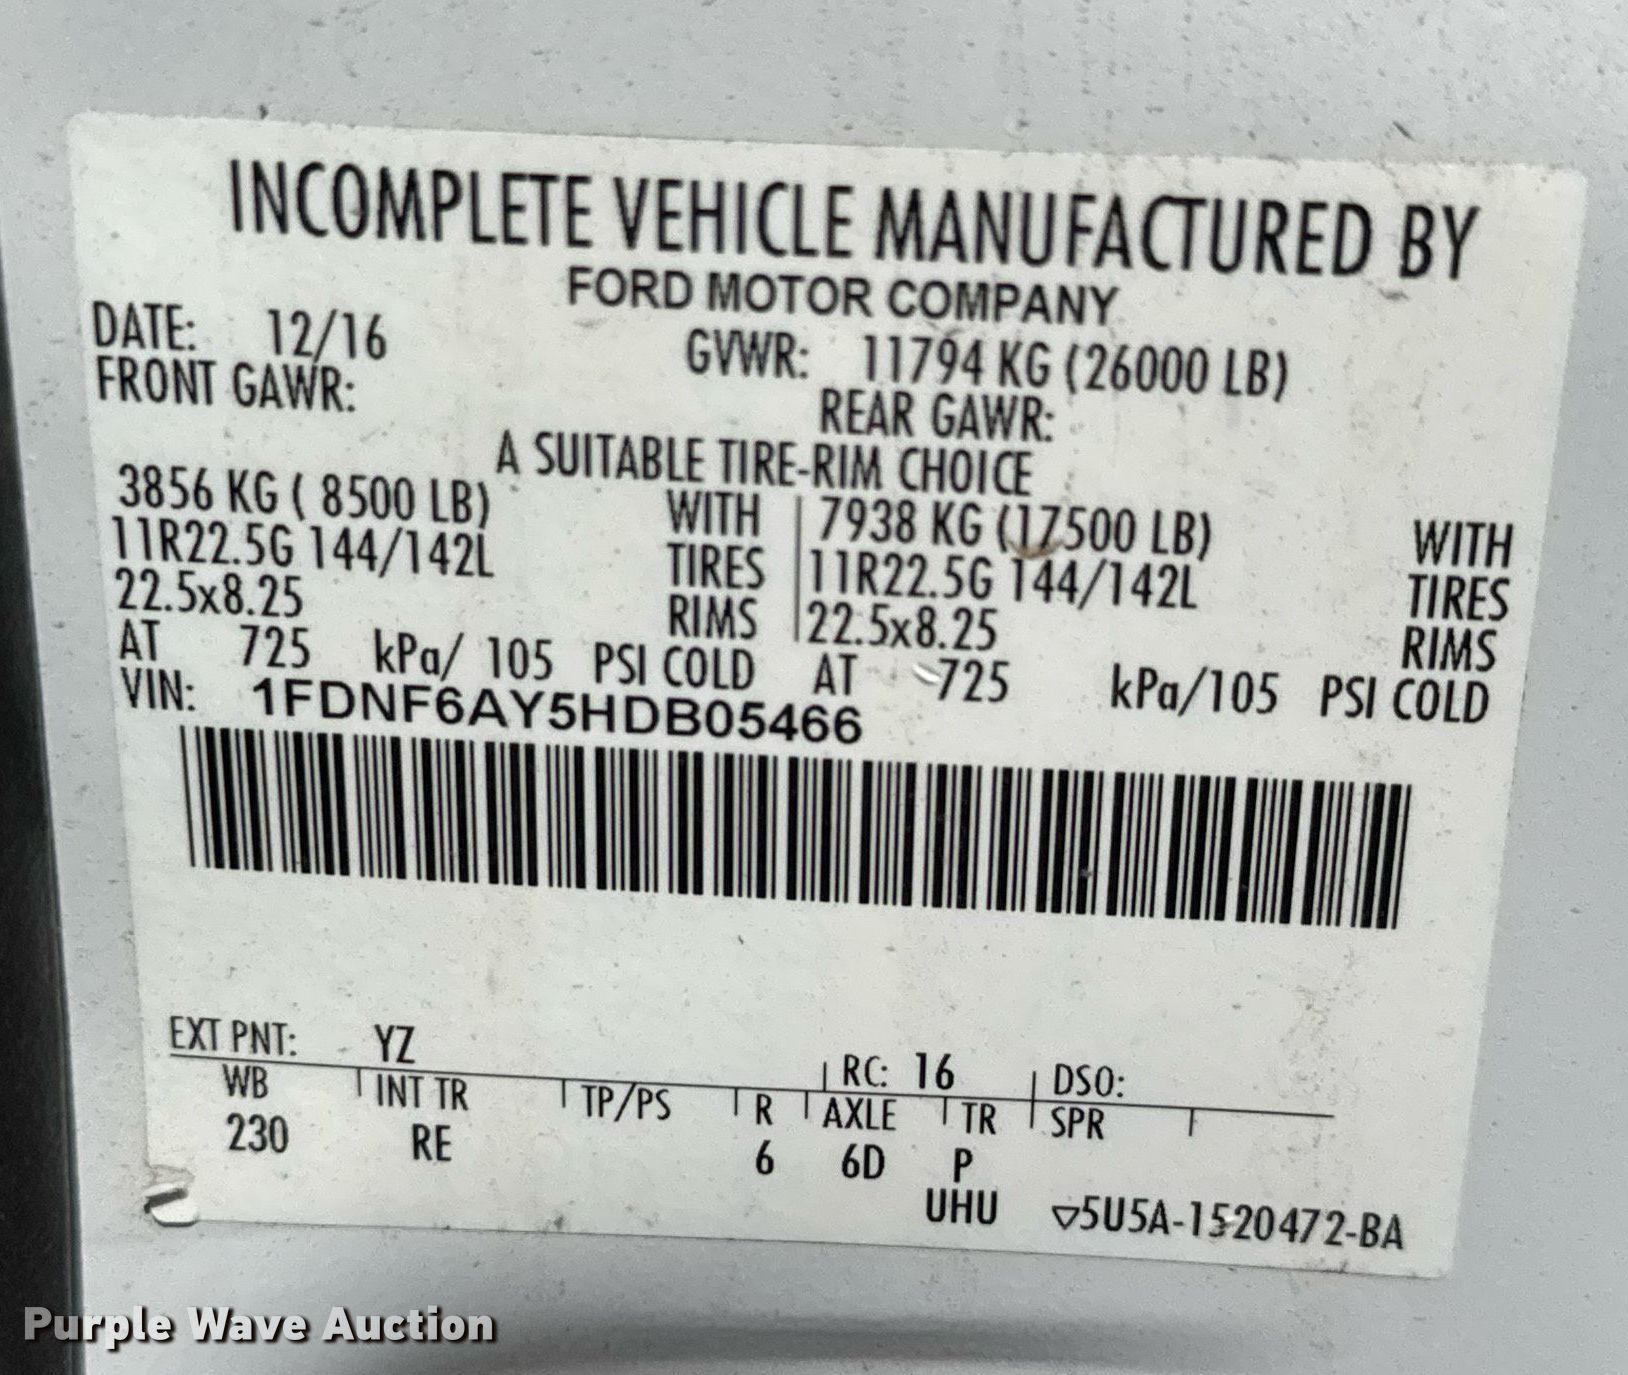 INCOMPLETE VEHICLE MANUFACTURED BY
FORD MOTOR COMPANY
DATE: 12/16 GVWR: 11794 KG (26000 LB)
FRONT GAWR: REAR GAWR:
A SUITABLE TIRE-RIM CHOICE
3856 KG ( 8500 LB) WITH 7938 KG (17500 LB) WITH
11R22.5G 144/142L TIRES 11R22.5G 144/142L TIRES
22.5x8.25 RIMS 22.5x8.25 RIMS
AT 725 kPa/ 105 PSI COLD AT 725 kPa/105 PSI COLD
VIN: 1FDNF6AY5HDB05466
EXT PNT: YZ RC: 16 DSO:
WB INT TR TP/PS R AXLE TR SPR
230 RE 6 6D P
UHU ▽5U5A-1520472-BA
Purple Wave Auction